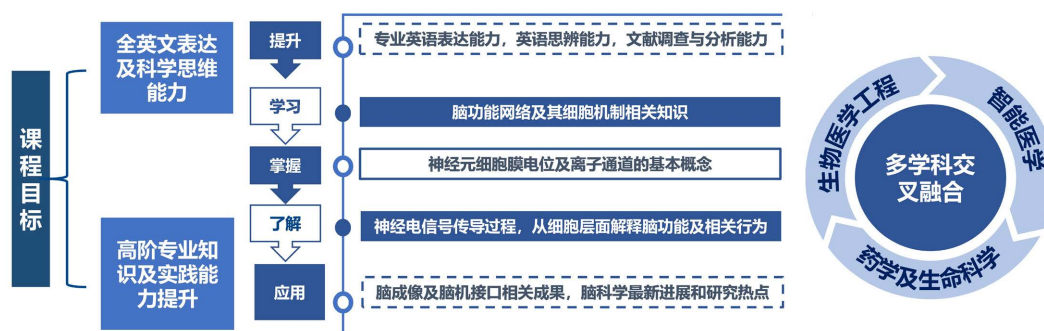 课
程
目
标
全英文表达
及科学思维
能力
高阶专业知
识及实践能
力提升
提升
学习
掌握
了解
应用
专业英语表达能力，英语思辨能力，文献调查与分析能力
脑功能网络及其细胞机制相关知识
神经元细胞膜电位及离子通道的基本概念
神经电信号传导过程，从细胞层面解释脑功能及相关行为
脑成像及脑机接口相关成果，脑科学最新进展和研究热点
生物医学工程
智能医学
药学及生命科学
多学科交
叉融合